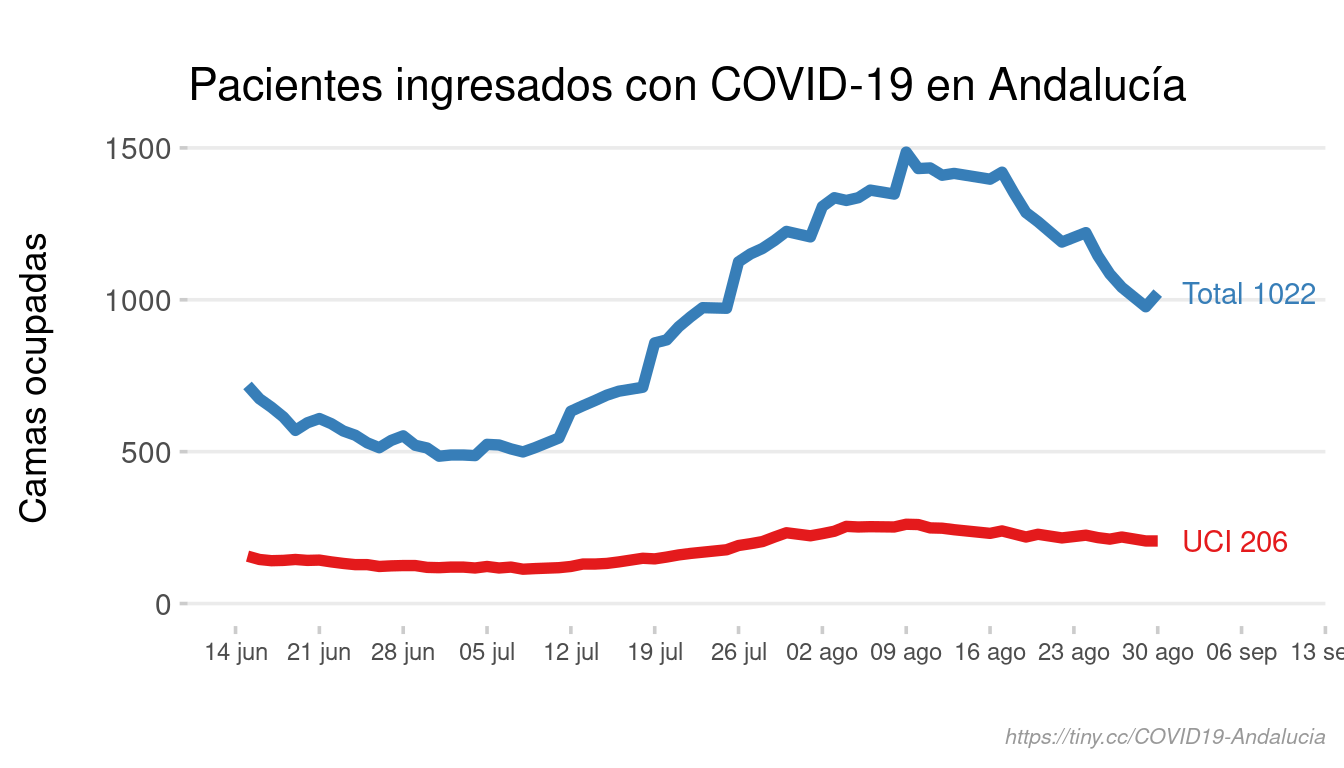 Pacientes ingresados con COVID-19 en Andalucía
Camas ocupadas
1500
1000
500
0
Total 1022
UCI 206
14 jun 21 jun 28 jun 05 jul 12 jul 19 jul 26 jul 02 ago 09 ago 16 ago 23 ago 30 ago 06 sep 13 se
https://tiny.cc/COVID19-Andalucia